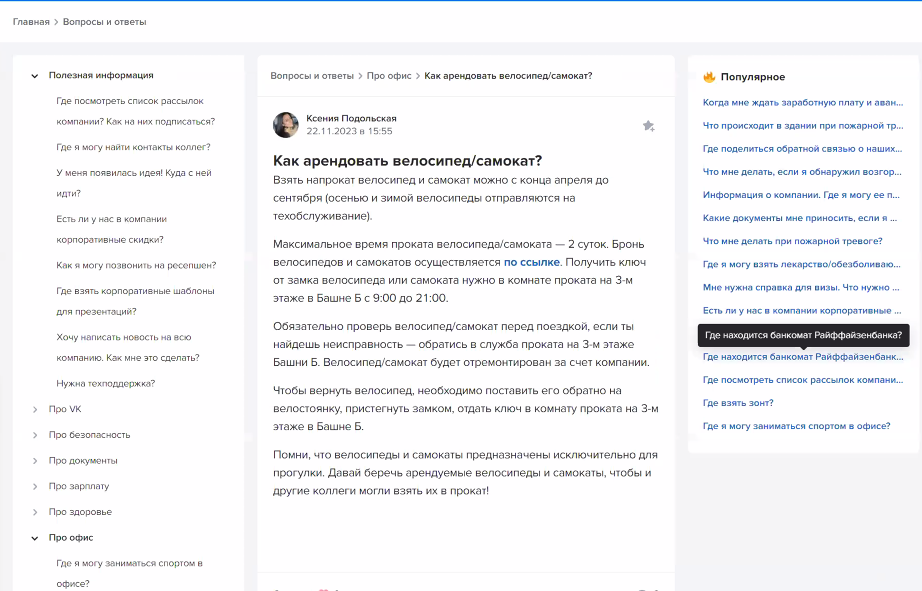 Главная > Вопросы и ответы
Полезная информация
Где посмотреть список рассылок
компании? Как на них подписаться?
Где я могу найти контакты коллег?
У меня появилась идея! Куда с ней
идти?
Есть ли у нас в компании
корпоративные скидки?
Как я могу позвонить на ресепшен?
Где взять корпоративные шаблоны
для презентаций?
Хочу написать новость на всю
компанию. Как мне это сделать?
Нужна техподдержка?
Про VK
Про безопасность
Про документы
Про зарплату
Про здоровье
Про офис
Где я могу заниматься спортом в
офисе?
Вопросы и ответы > Про офис > Как арендовать велосипед/самокат?
Ксения Подольская
22.11.2023 в 15:55
Как арендовать велосипед/самокат?
Взять напрокат велосипед и самокат можно с конца апреля до
сентября (осенью и зимой велосипеды отправляются на
техобслуживание).
Максимальное время проката велосипеда/самоката — 2 суток. Бронь
велосипедов и самокатов осуществляется по ссылке. Получить ключ
от замка велосипеда или самоката нужно в комнате проката на 3-м
этаже в Башне Б с 9:00 до 21:00.
Обязательно проверь велосипед/самокат перед поездкой, если ты
найдешь неисправность — обратись в служба проката на 3-м этаже
Башни Б. Велосипед/самокат будет отремонтирован за счет компании.
Чтобы вернуть велосипед, необходимо поставить его обратно на
велостоянку, пристегнуть замком, отдать ключ в комнату проката на 3-м
этаже в Башне Б.
Помни, что велосипеды и самокаты предназначены исключительно для
прогулки. Давай беречь арендуемые велосипеды и самокаты, чтобы и
другие коллеги могли взять их в прокат!
Популярное
Когда мне ждать заработную плату и аван...
Что происходит в здании при пожарной тр...
Где поделиться обратной связью о наших...
Что мне делать, если я обнаружил возгор...
Информация о компании. Где я могу ее п...
Какие документы мне приносить, если я ...
Что мне делать при пожарной тревоге?
Где я могу взять лекарство/обезболиваю...
Мне нужна справка для визы. Что нужно ...
Есть ли у нас в компании корпоративные ...
Где находится банкомат Райффайзенбанка?
Где находится банкомат Райффайзенбанк...
Где посмотреть список рассылок компани...
Где взять зонт?
Где я могу заниматься спортом в офисе?